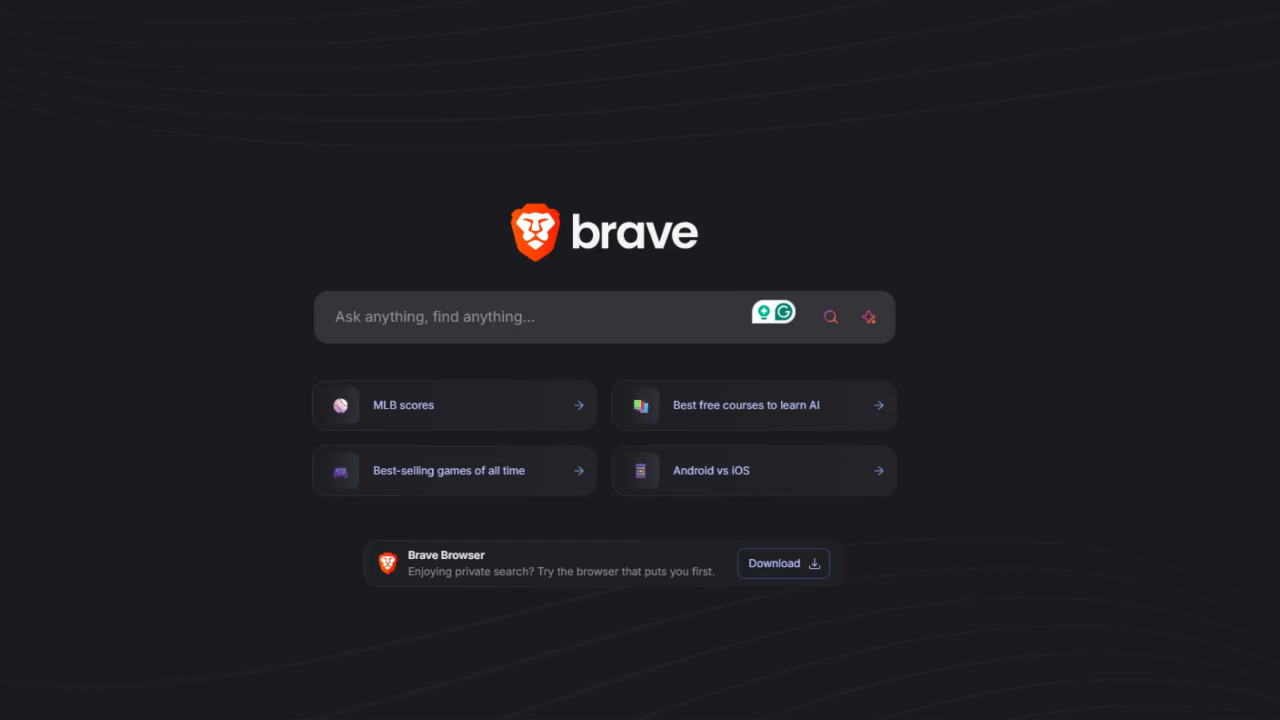 brave
Ask anything, find anything...
MLB scores
Best free courses to learn AI
Best-selling games of all time
Android vs iOS
Brave Browser
Enjoying private search? Try the browser that puts you first.
Download